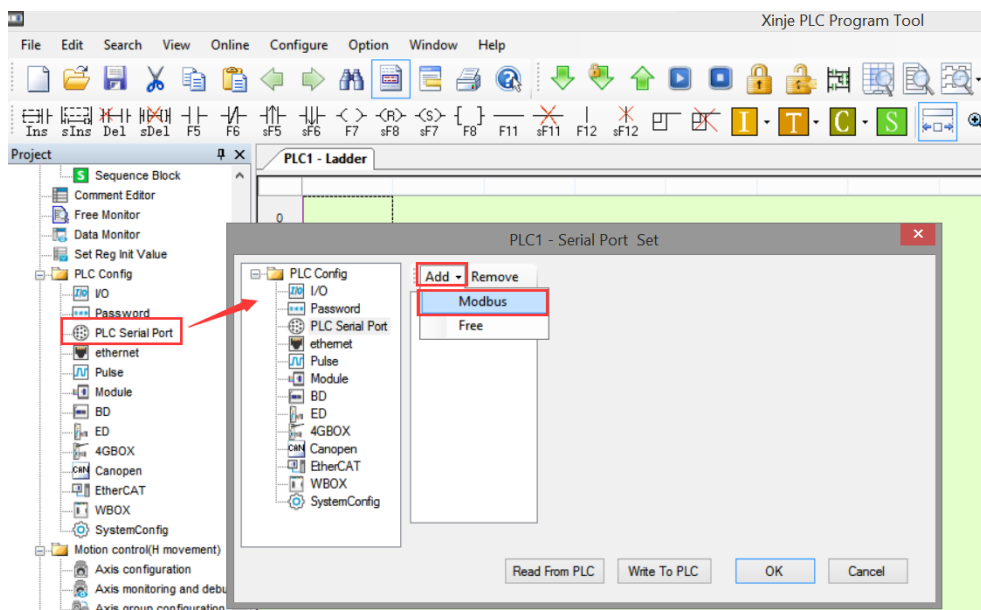 Xinje PLC Program Tool
File Edit Search View Online Configure Option Window Help
Ins sIns Del sDel F5 F6 sF5 sF6 F7 sF8 sF7 F8 F11 sF11 F12 sF12 I T C S
Project
PLC1 - Ladder
Sequence Block
Comment Editor
Free Monitor
Data Monitor
Set Reg Init Value
PLC Config
I/O
Password
PLC Serial Port
ethernet
Pulse
Module
BD
ED
4GBOX
Canopen
EtherCAT
WBOX
SystemConfig
Motion control(H movement)
Axis configuration
Axis monitoring and debu
Axis group configuration
0
PLC1 - Serial Port Set
PLC Config
I/O
Password
PLC Serial Port
ethernet
Pulse
Module
BD
ED
4GBOX
Canopen
EtherCAT
WBOX
SystemConfig
Add Remove
Modbus
Free
Read From PLC Write To PLC OK Cancel